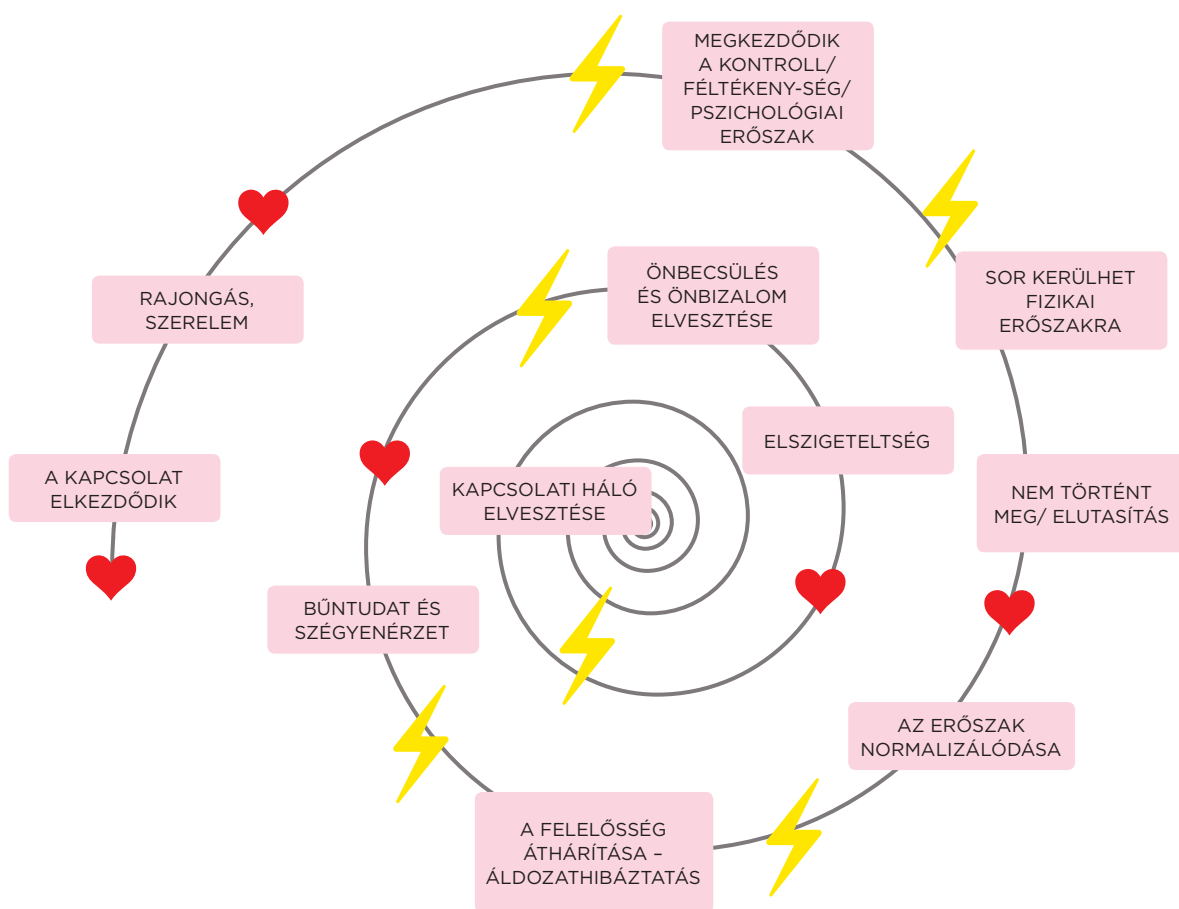 A KAPCSOLAT
ELKEZDŐDIK
RAJONGÁS,
SZERELEM
MEGKEZDŐDIK
A KONTROLL/
FÉLTÉKENY-SÉG/
PSZICHOLÓGIAI
ERŐSZAK
SOR KERÜLHET
FIZIKAI
ERŐSZAKRA
NEM TÖRTÉNT
MEG/ ELUTASÍTÁS
AZ ERŐSZAK
NORMALIZÁLÓDÁSA
A FELELŐSSÉG
ÁTHÁRÍTÁSA –
ÁLDOZATHIBÁZTATÁS
BŰNTUDAT ÉS
SZÉGYENÉRZET
ÖNBECSÜLÉS
ÉS ÖNBIZALOM
ELVESZTÉSE
ELSZIGETELTSÉG
KAPCSOLATI HÁLÓ
ELVESZTÉSE